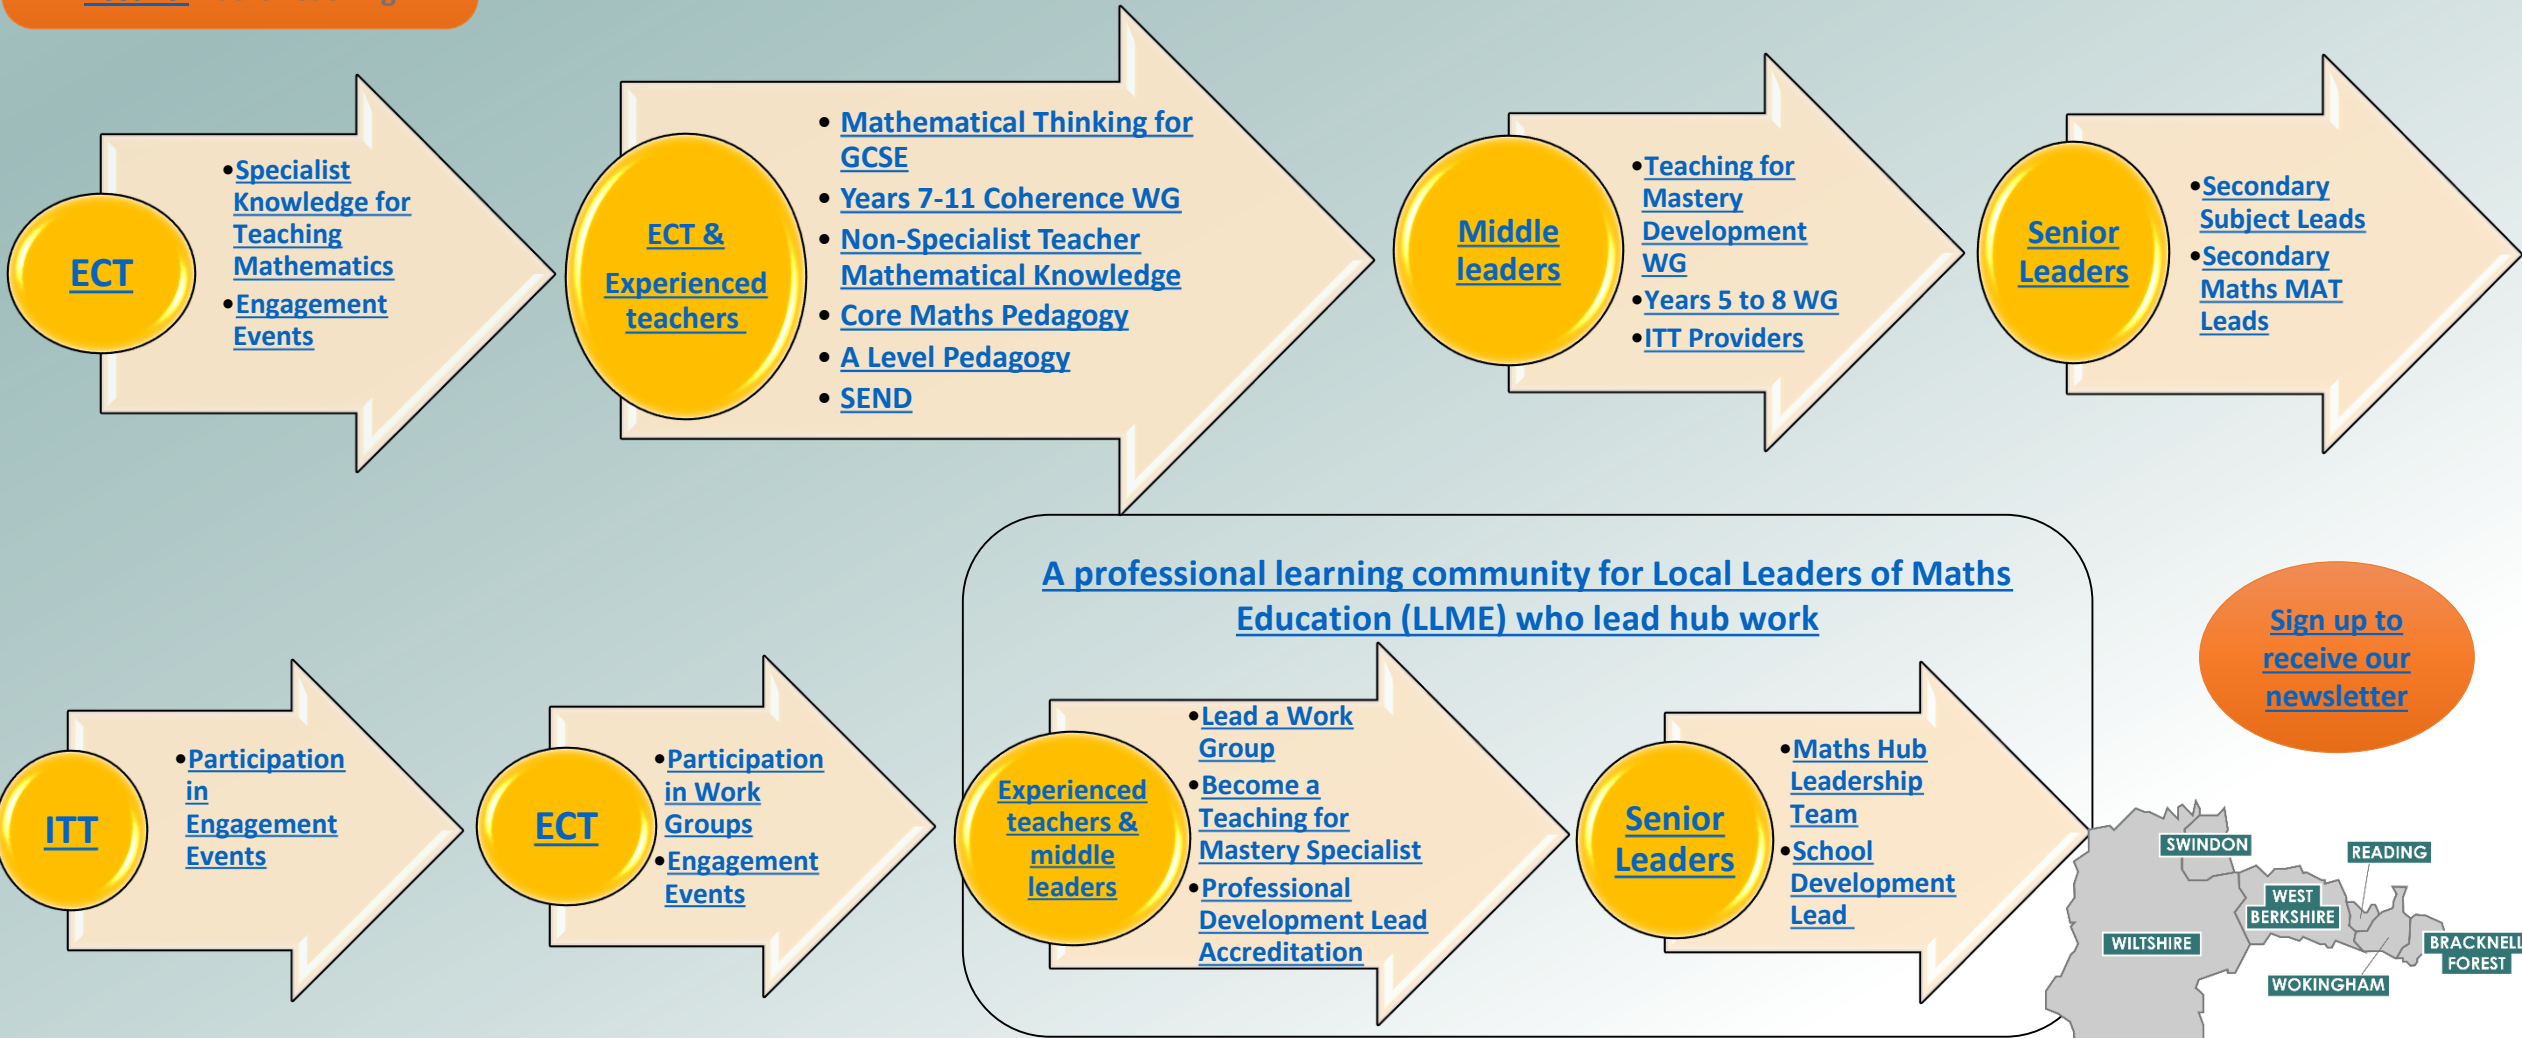 ECT
•Specialist
Knowledge for
Teaching
Mathematics
•Engagement
Events
ECT &
Experienced
teachers
• Mathematical Thinking for
GCSE
• Years 7-11 Coherence WG
• Non-Specialist Teacher
Mathematical Knowledge
• Core Maths Pedagogy
• A Level Pedagogy
• SEND
Middle
leaders
•Teaching for
Mastery
Development
WG
•Years 5 to 8 WG
•ITT Providers
Senior
Leaders
•Secondary
Subject Leads
•Secondary
Maths MAT
Leads
A professional learning community for Local Leaders of Maths
Education (LLME) who lead hub work
Sign up to
receive our
newsletter
ITT
•Participation
in
Engagement
Events
ECT
•Participation
in Work
Groups
•Engagement
Events
Experienced
teachers &
middle
leaders
•Lead a Work
Group
•Become a
Teaching for
Mastery Specialist
•Professional
Development Lead
Accreditation
Senior
Leaders
•Maths Hub
Leadership
Team
•School
Development
Lead
SWINDON
READING
WEST
BERKSHIRE
WILTSHIRE
BRACKNELL
FOREST
WOKINGHAM